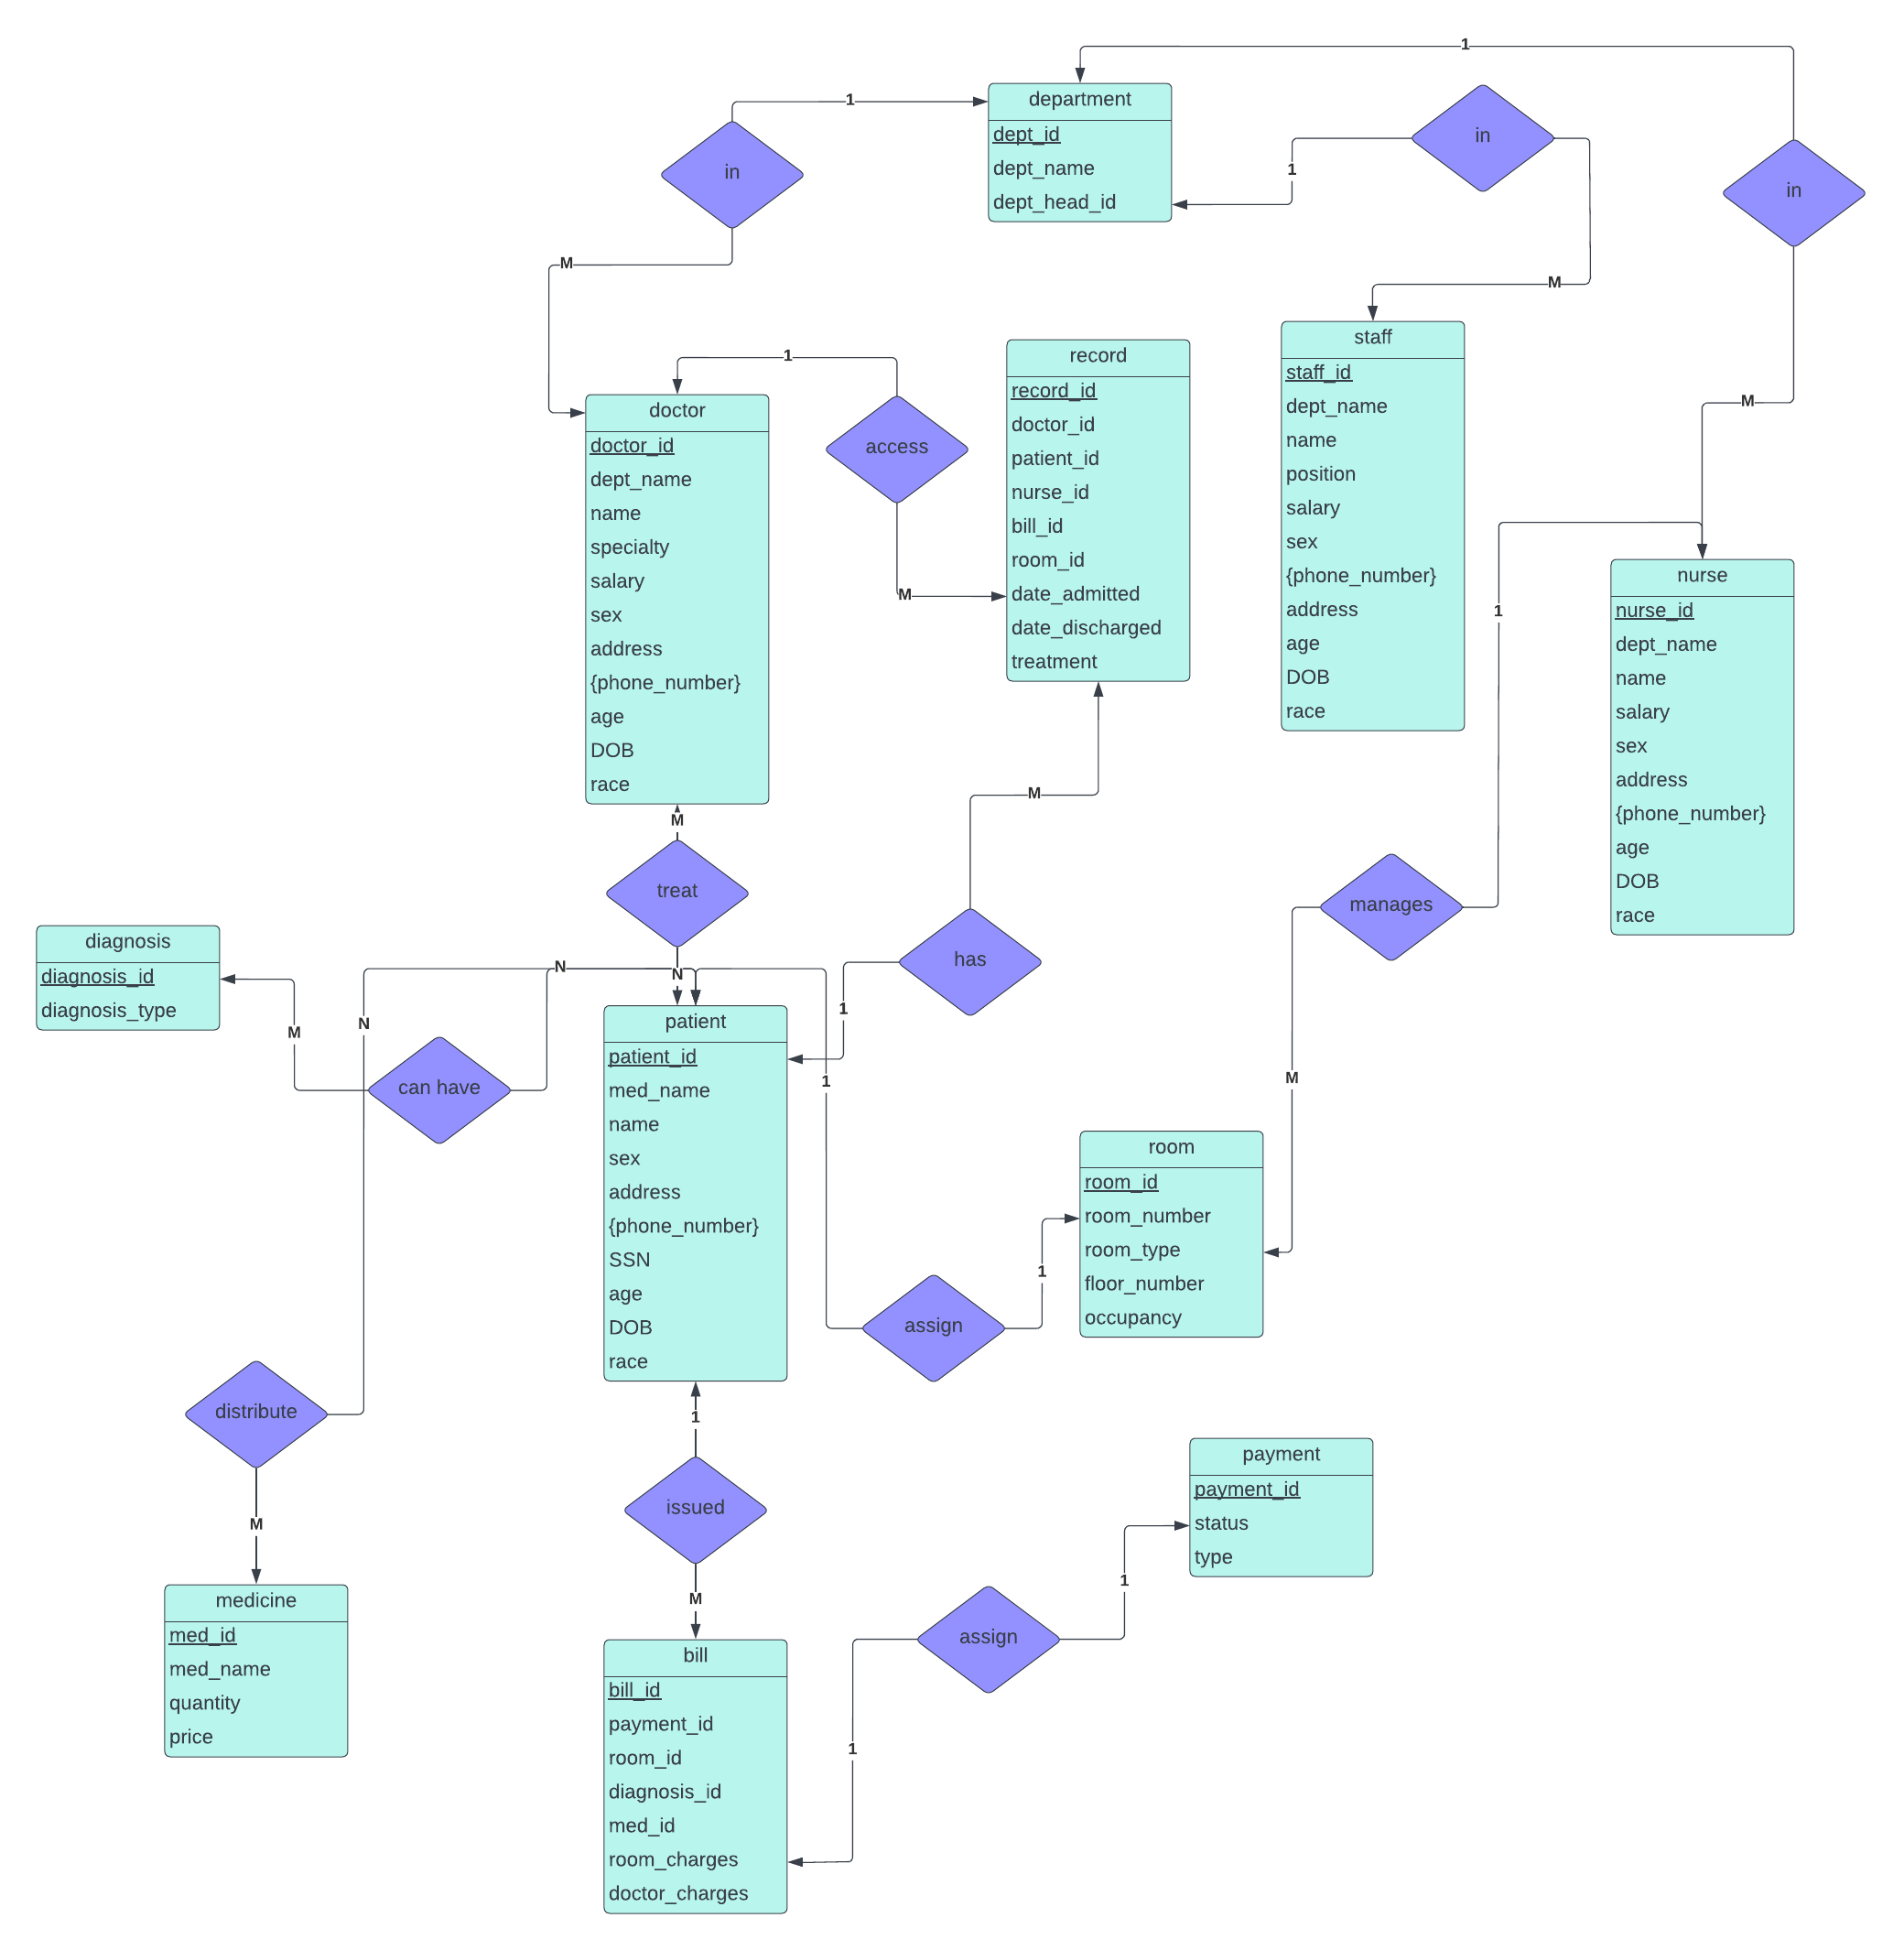 1
department
dept_id
dept_name
dept_head_id
1
in
in
1
in
M
M
staff
staff_id
dept_name
name
position
salary
sex
{phone_number}
address
age
DOB
race
1
record
record_id
doctor_id
patient_id
nurse_id
bill_id
room_id
date_admitted
date_discharged
treatment
doctor
doctor_id
dept_name
name
specialty
salary
sex
address
{phone_number}
age
DOB
race
access
M
M
nurse
nurse_id
dept_name
name
salary
sex
address
{phone_number}
age
DOB
race
1
M
M
treat
manages
diagnosis
diagnosis_id
diagnosis_type
has
N
N
N
M
1
can have
patient
patient_id
med_name
name
sex
address
{phone_number}
SSN
age
DOB
race
1
M
room
room_id
room_number
room_type
floor_number
occupancy
1
assign
distribute
1
M
issued
payment
payment_id
status
type
M
1
medicine
med_id
med_name
quantity
price
assign
bill
bill_id
payment_id
room_id
diagnosis_id
med_id
room_charges
doctor_charges
1